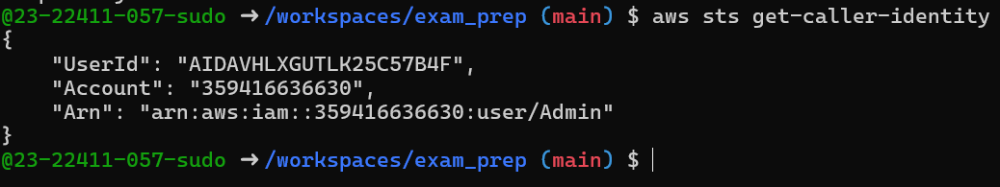 @23-22411-057-sudo ➜ /workspaces/exam_prep (main) $ aws sts get-caller-identity
{
    "UserId": "AIDAVHLXGUTLK25C57B4F",
    "Account": "359416636630",
    "Arn": "arn:aws:iam::359416636630:user/Admin"
}
@23-22411-057-sudo ➜ /workspaces/exam_prep (main) $